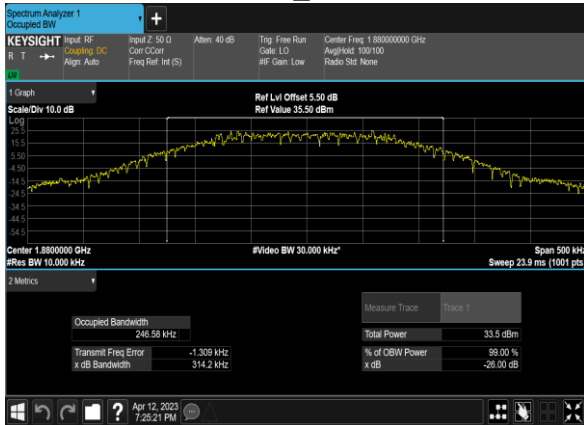 Spectrum Analyzer 1
Occupied BW
+
KEYSIGHT Input: RF Input Z: 50 Ω Atten: 40 dB Trig: Free Run Center Freq: 1.880000000 GHz
R T Coupling: DC Corr CCorr Gate: LO Avg|Hold: 100/100
Align: Auto Freq Ref: Int (S) #IF Gain: Low Radio Std: None
1 Graph
Ref Lvl Offset 5.50 dB
Scale/Div 10.0 dB Ref Value 35.50 dBm
Log
25.5
15.5
5.50
-4.50
-14.5
-24.5
-34.5
-44.5
-54.5
Center 1.8800000 GHz #Video BW 30.000 kHz* Span 500 kHz
#Res BW 10.000 kHz Sweep 23.9 ms (1001 pts
2 Metrics
Measure Trace Trace 1
Occupied Bandwidth
246.58 kHz Total Power 33.5 dBm
Transmit Freq Error -1.309 kHz % of OBW Power 99.00 %
x dB Bandwidth 314.2 kHz x dB -26.00 dB
? Apr 12, 2023
7:25:21 PM